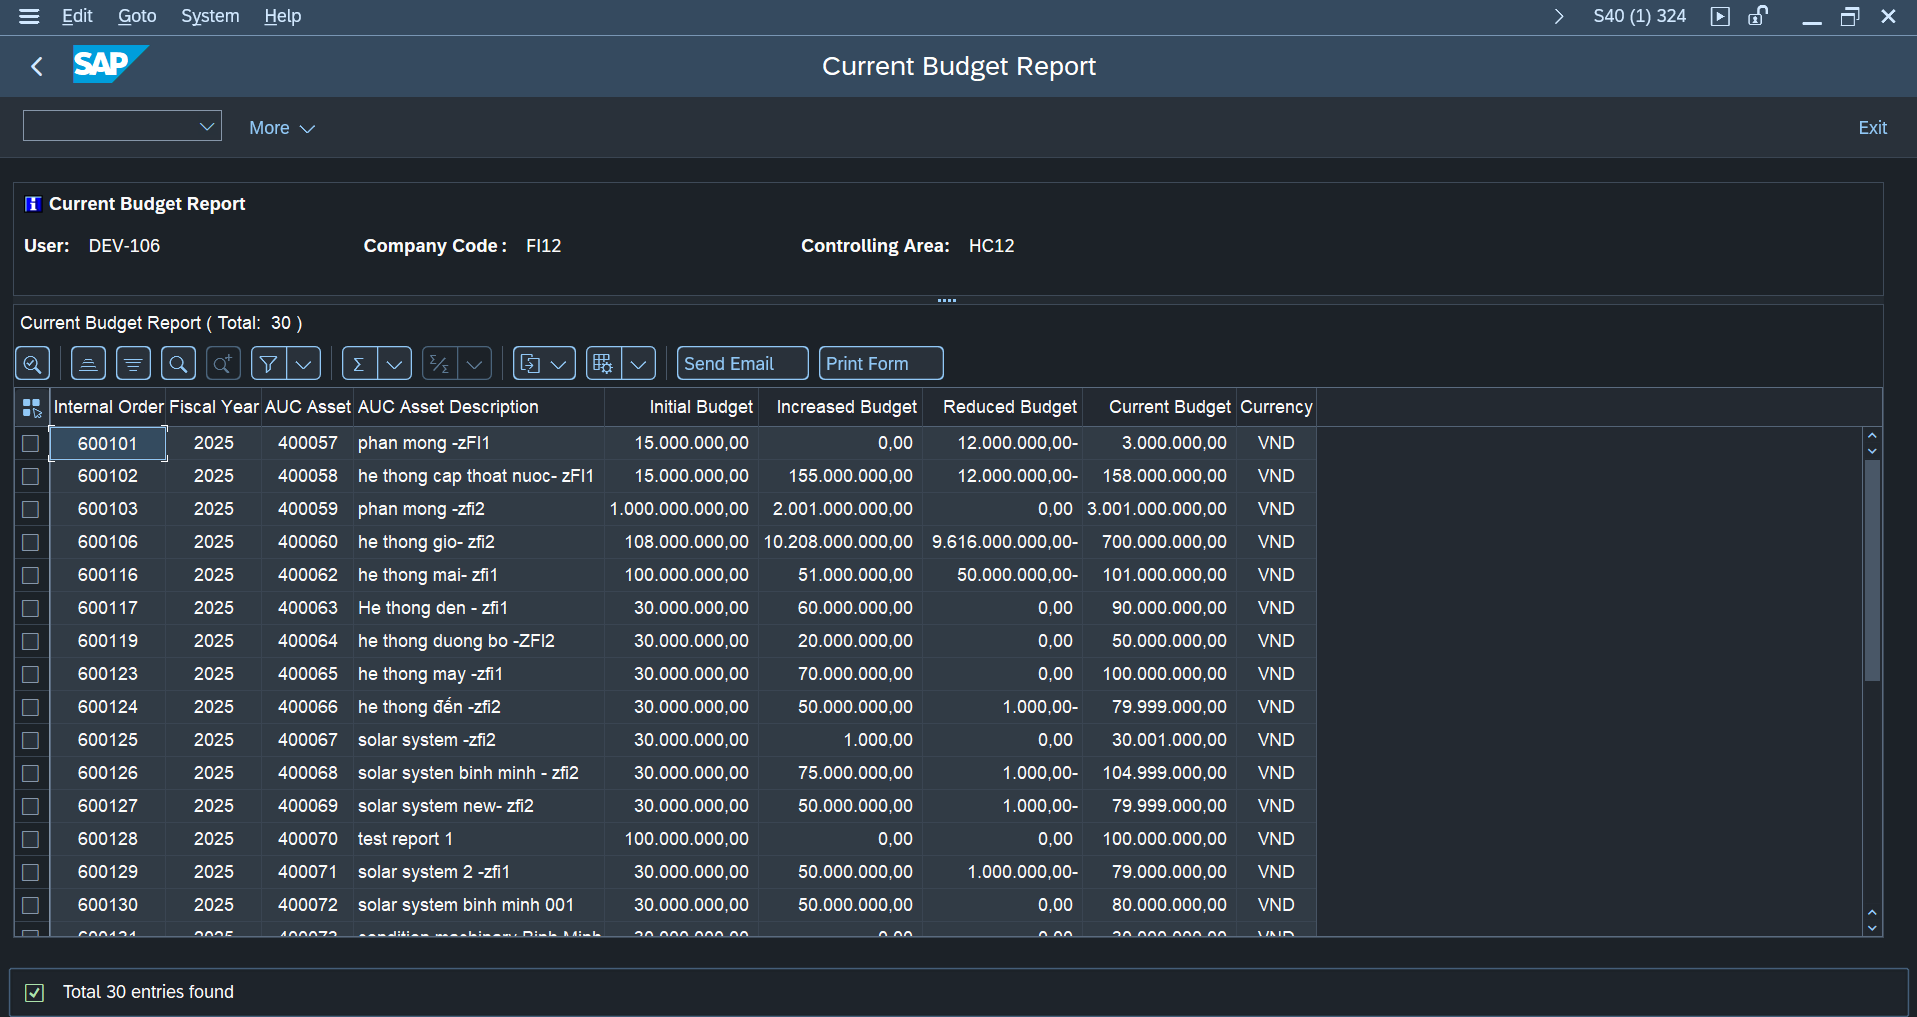 Edit Goto System Help S40 (1) 324
SAP Current Budget Report
More Exit
Current Budget Report
User: DEV-106 Company Code: FI12 Controlling Area: HC12
Current Budget Report ( Total: 30 )
Send Email Print Form
Internal Order Fiscal Year AUC Asset AUC Asset Description Initial Budget Increased Budget Reduced Budget Current Budget Currency
600101 2025 400057 phan mong -zFI1 15.000.000,00 0,00 12.000.000,00- 3.000.000,00 VND
600102 2025 400058 he thong cap thoat nuoc- zFI1 15.000.000,00 155.000.000,00 12.000.000,00- 158.000.000,00 VND
600103 2025 400059 phan mong -zfi2 1.000.000.000,00 2.001.000.000,00 0,00 3.001.000.000,00 VND
600106 2025 400060 he thong gio- zfi2 108.000.000,00 10.208.000.000,00 9.616.000.000,00- 700.000.000,00 VND
600116 2025 400062 he thong mai- zfi1 100.000.000,00 51.000.000,00 50.000.000,00- 101.000.000,00 VND
600117 2025 400063 He thong den - zfi1 30.000.000,00 60.000.000,00 0,00 90.000.000,00 VND
600119 2025 400064 he thong duong bo -ZFI2 30.000.000,00 20.000.000,00 0,00 50.000.000,00 VND
600123 2025 400065 he thong may -zfi1 30.000.000,00 70.000.000,00 0,00 100.000.000,00 VND
600124 2025 400066 he thong đến -zfi2 30.000.000,00 50.000.000,00 1.000,00- 79.999.000,00 VND
600125 2025 400067 solar system -zfi2 30.000.000,00 1.000,00 0,00 30.001.000,00 VND
600126 2025 400068 solar systen binh minh - zfi2 30.000.000,00 75.000.000,00 1.000,00- 104.999.000,00 VND
600127 2025 400069 solar system new- zfi2 30.000.000,00 50.000.000,00 1.000,00- 79.999.000,00 VND
600128 2025 400070 test report 1 100.000.000,00 0,00 0,00 100.000.000,00 VND
600129 2025 400071 solar system 2 -zfi1 30.000.000,00 50.000.000,00 1.000.000,00- 79.000.000,00 VND
600130 2025 400072 solar system binh minh 001 30.000.000,00 50.000.000,00 0,00 80.000.000,00 VND
600131 2025 400073 condition machinary Binh Minh 30.000.000,00 0,00 0,00 30.000.000,00 VND
Total 30 entries found